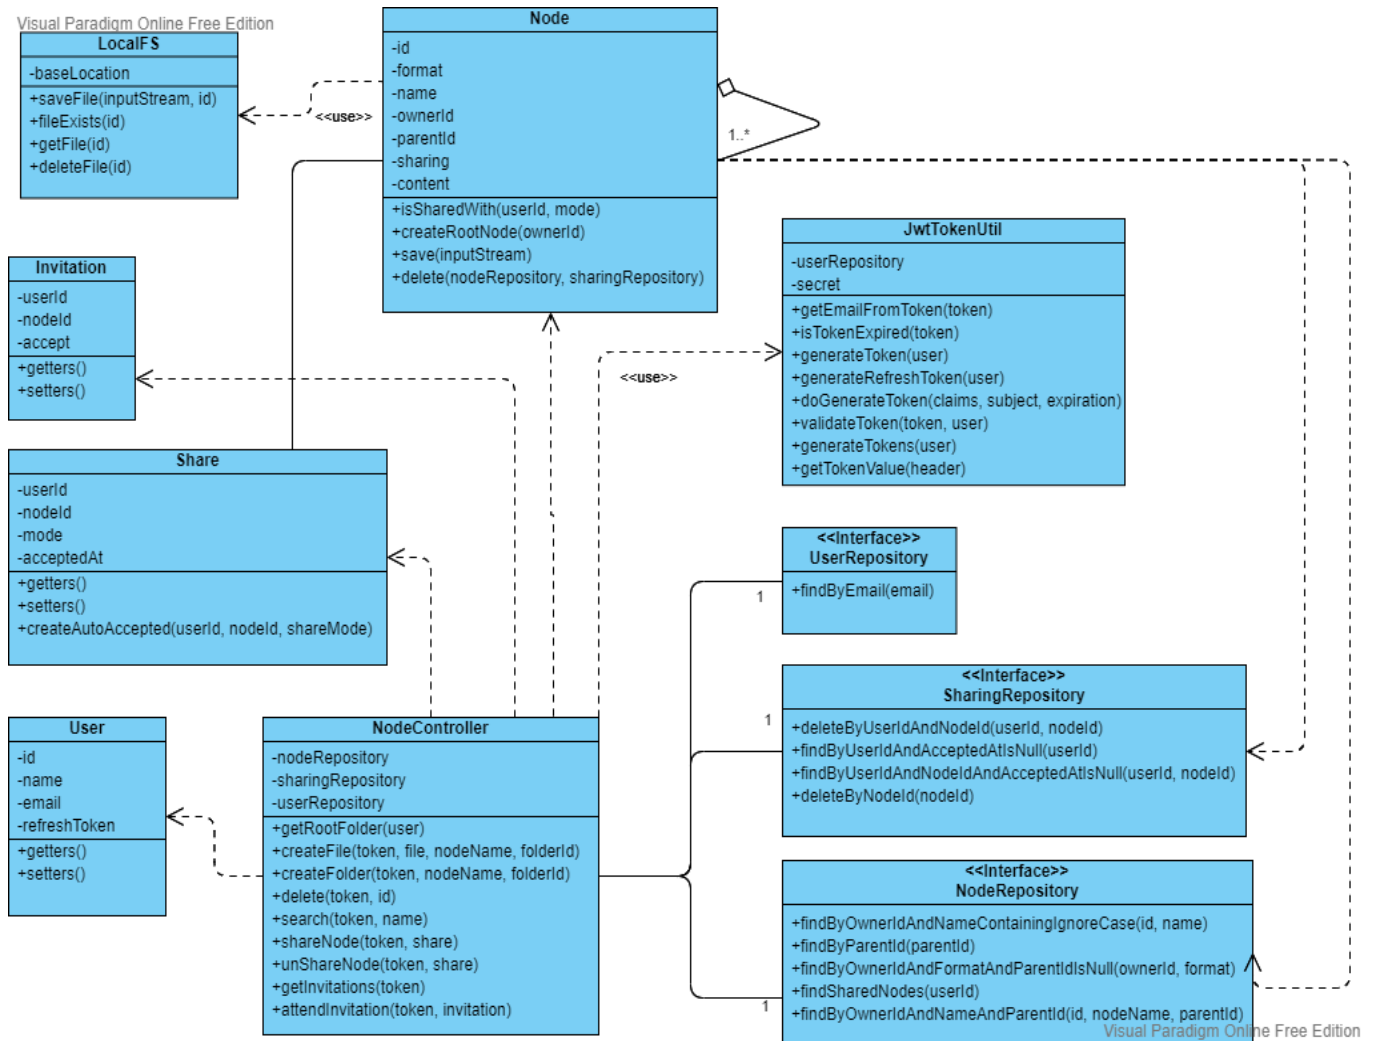 Visual Paradigm Online Free Edition
LocalFS
-baseLocation
+saveFile(inputStream, id)
+fileExists(id)
+getFile(id)
+deleteFile(id)
<<use>>
Node
-id
-format
-name
-ownerId
-parentId
-sharing
-content
+isSharedWith(userId, mode)
+createRootNode(ownerId)
+save(inputStream)
+delete(nodeRepository, sharingRepository)
1..*
Invitation
-userId
-nodeId
-accept
+getters()
+setters()
JwtTokenUtil
-userRepository
-secret
+getEmailFromToken(token)
+isTokenExpired(token)
+generateToken(user)
+generateRefreshToken(user)
+doGenerateToken(claims, subject, expiration)
+validateToken(token, user)
+generateTokens(user)
+getTokenValue(header)
<<use>>
Share
-userId
-nodeId
-mode
-acceptedAt
+getters()
+setters()
+createAutoAccepted(userId, nodeId, shareMode)
<<Interface>>
UserRepository
+findByEmail(email)
1
<<Interface>>
SharingRepository
+deleteByUserIdAndNodeId(userId, nodeId)
+findByUserIdAndAcceptedAtIsNull(userId)
+findByUserIdAndNodeIdAndAcceptedAtIsNull(userId, nodeId)
+deleteByNodeId(nodeId)
1
User
-id
-name
-email
-refreshToken
+getters()
+setters()
NodeController
-nodeRepository
-sharingRepository
-userRepository
+getRootFolder(user)
+createFile(token, file, nodeName, folderId)
+createFolder(token, nodeName, folderId)
+delete(token, id)
+search(token, name)
+shareNode(token, share)
+unShareNode(token, share)
+getInvitations(token)
+attendInvitation(token, invitation)
<<Interface>>
NodeRepository
+findByOwnerIdAndNameContainingIgnoreCase(id, name)
+findByParentId(parentId)
+findByOwnerIdAndFormatAndParentIdIsNull(ownerId, format)
+findSharedNodes(userId)
+findByOwnerIdAndNameAndParentId(id, nodeName, parentId)
1
Visual Paradigm Online Free Edition